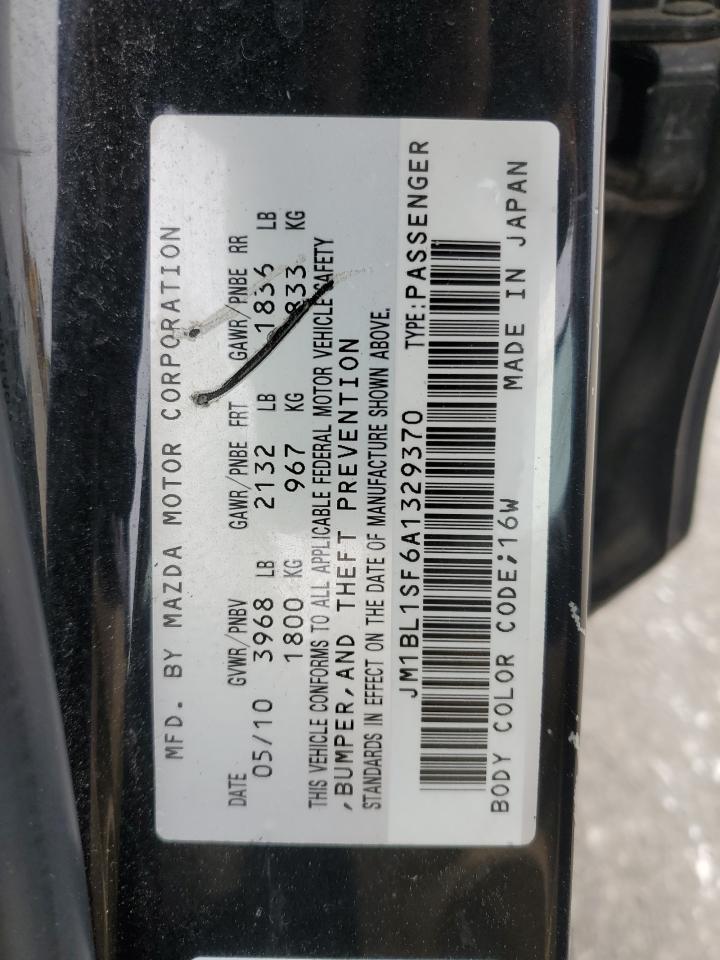 MFD. BY MAZDA MOTOR CORPORATION
DATE GVWR/PNBV GAWR/PNBE FRT GAWR/PNBE RR
05/10 3968 LB 2132 LB 1836 LB
1800 KG 967 KG 833 KG
THIS VEHICLE CONFORMS TO ALL APPLICABLE FEDERAL MOTOR VEHICLE SAFETY
,BUMPER,AND THEFT PREVENTION
STANDARDS IN EFFECT ON THE DATE OF MANUFACTURE SHOWN ABOVE.
JM1BL1SF6A1329370 TYPE:PASSENGER
BODY COLOR CODE;16W MADE IN JAPAN